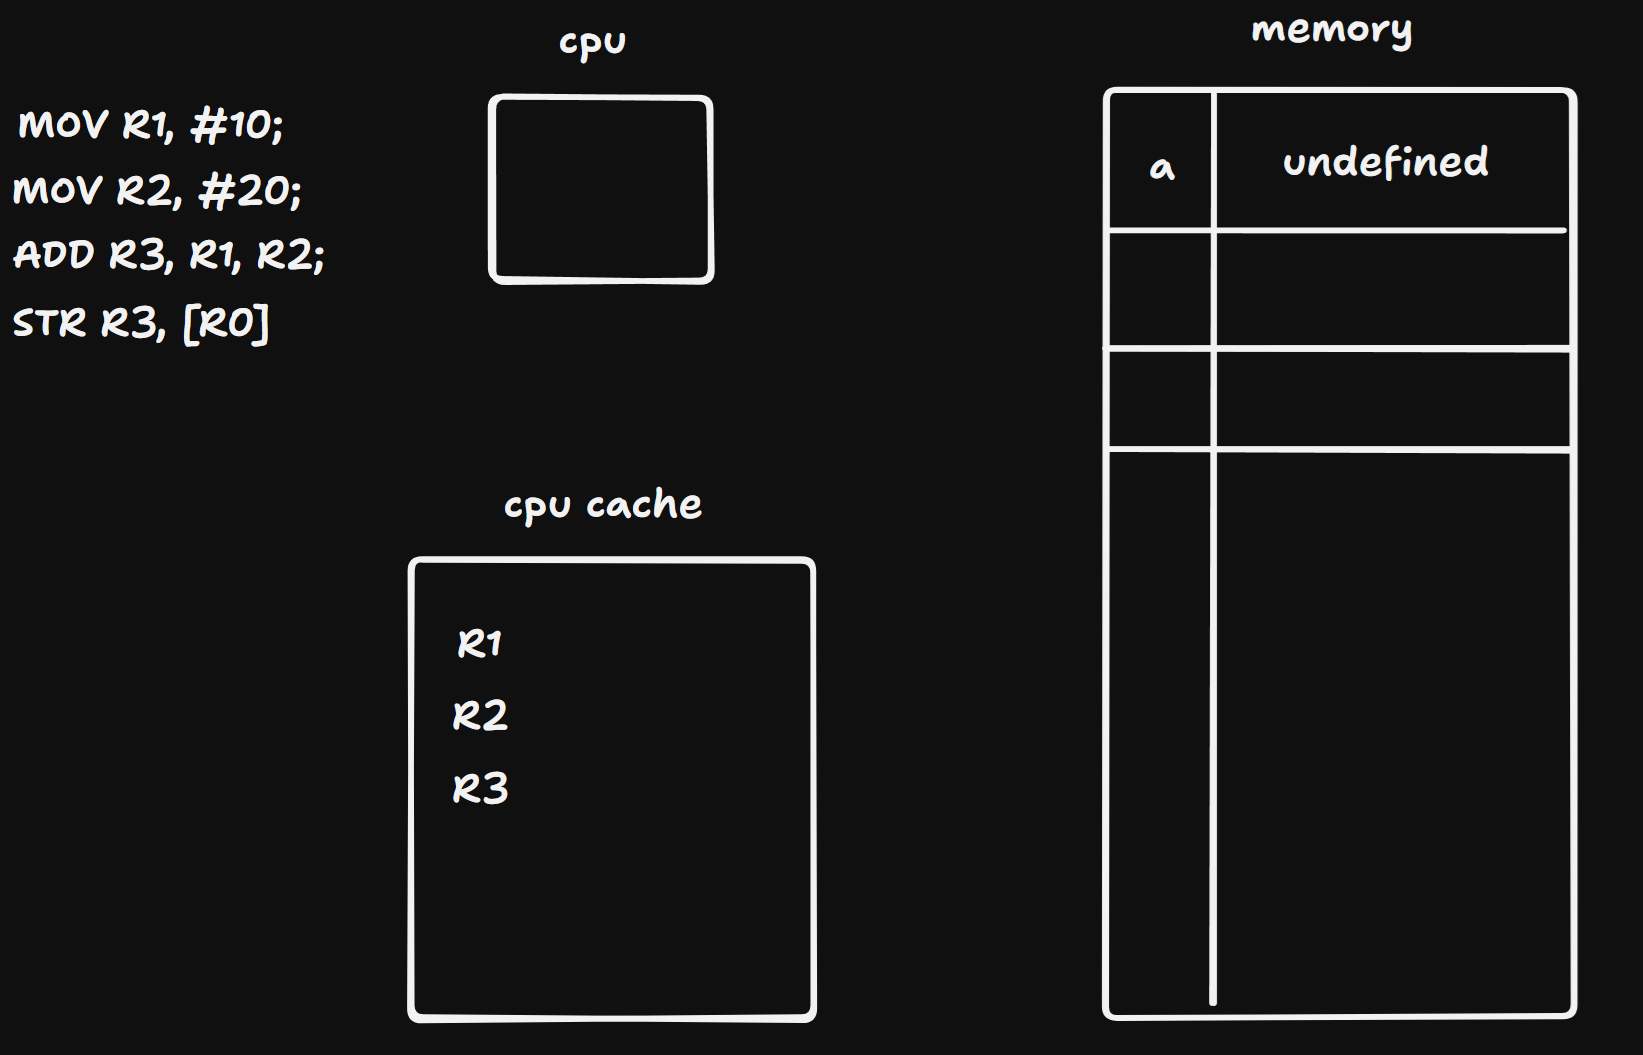 cpu
memory
MOV R1, #10;
MOV R2, #20;
ADD R3, R1, R2;
STR R3, [R0]
a
undefined
cpu cache
R1
R2
R3